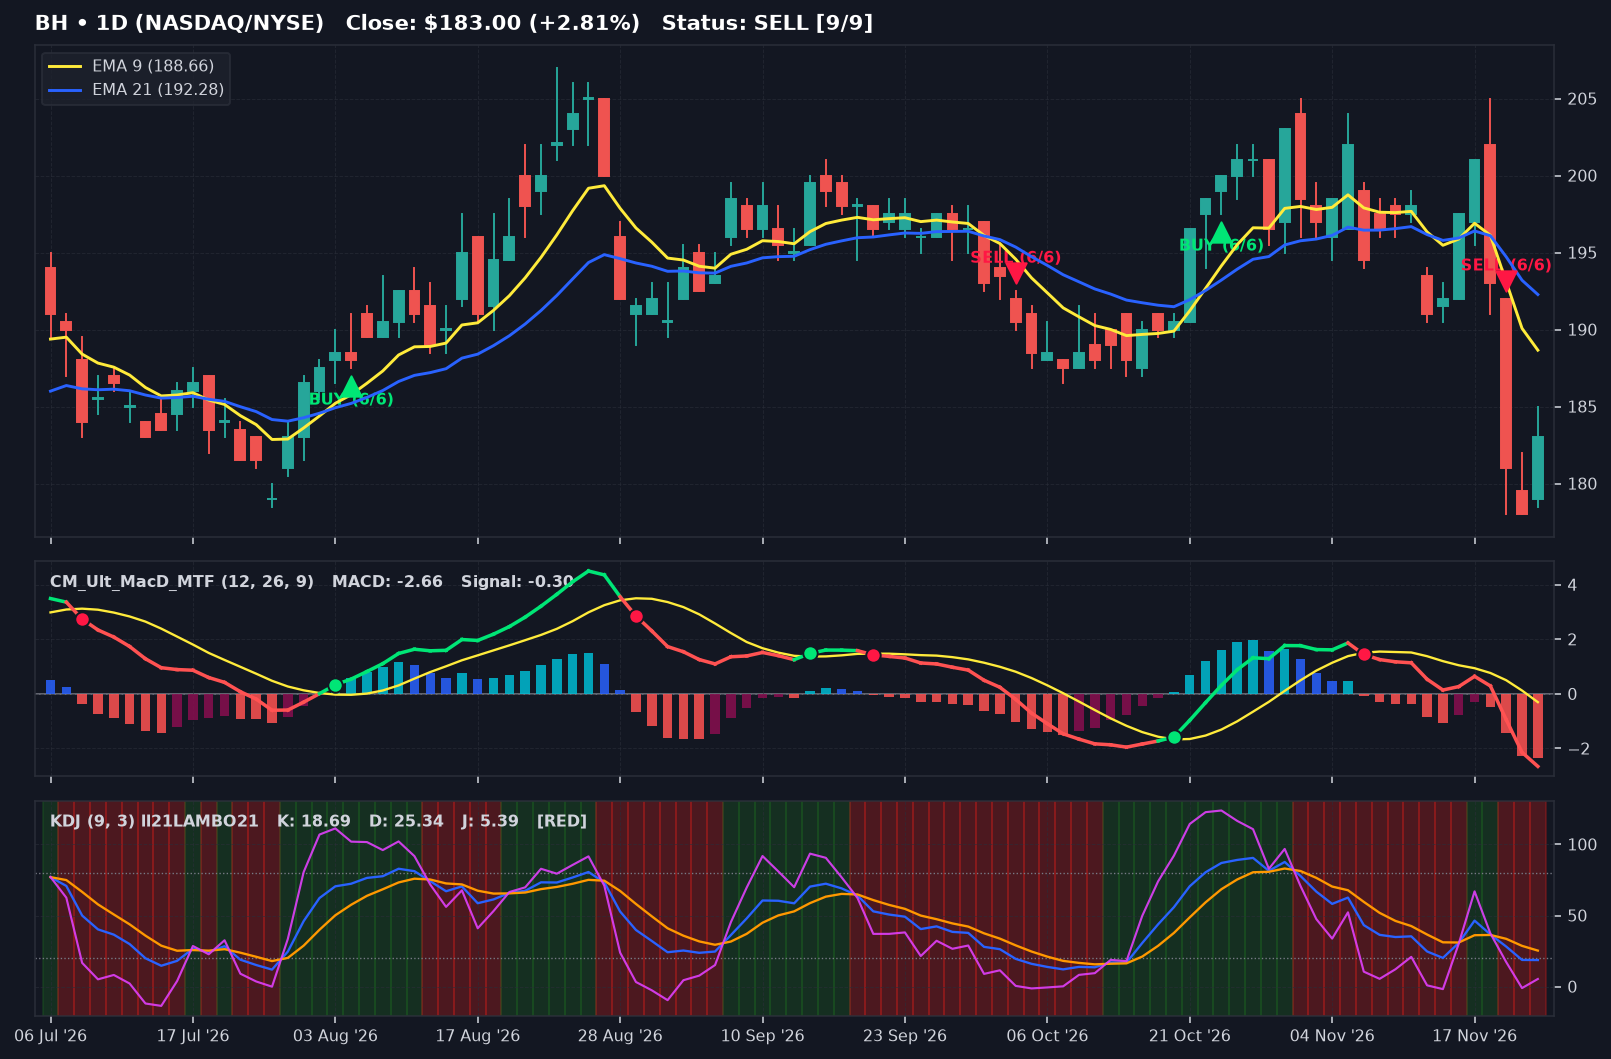 BH • 1D (NASDAQ/NYSE)   Close: $183.00 (+2.81%)   Status: SELL [9/9]
EMA 9 (188.66)
EMA 21 (192.28)
205
200
195
190
185
180
BUY (6/6)
SELL (6/6)
BUY (6/6)
SELL (6/6)
CM_Ult_MacD_MTF (12, 26, 9)   MACD: -2.66   Signal: -0.30
4
2
0
−2
KDJ (9, 3) ll21LAMBO21   K: 18.69   D: 25.34   J: 5.39   [RED]
100
50
0
06 Jul '26
17 Jul '26
03 Aug '26
17 Aug '26
28 Aug '26
10 Sep '26
23 Sep '26
06 Oct '26
21 Oct '26
04 Nov '26
17 Nov '26